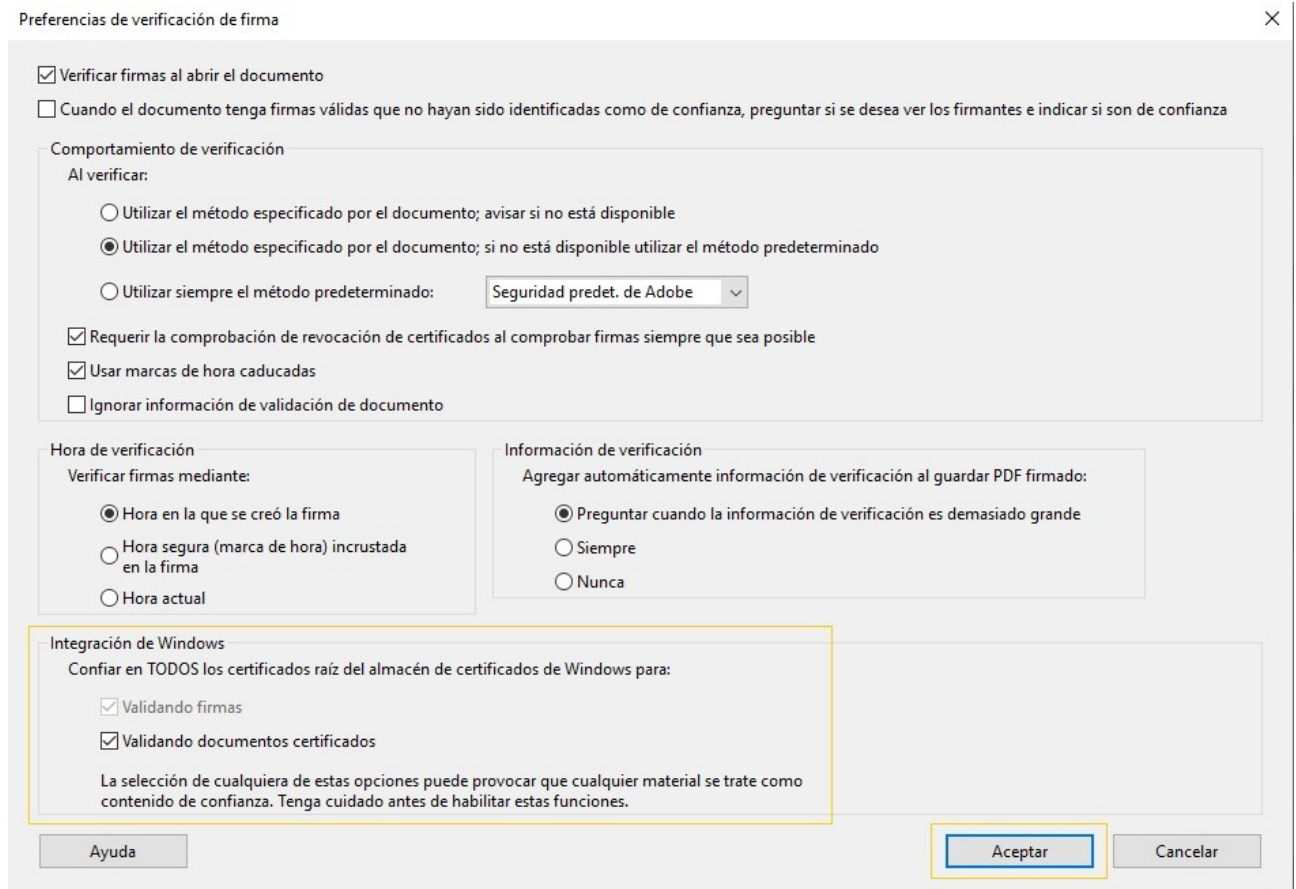 Preferencias de verificación de firma
Verificar firmas al abrir el documento
Cuando el documento tenga firmas válidas que no hayan sido identificadas como de confianza, preguntar si se desea ver los firmantes e indicar si son de confianza
Comportamiento de verificación
Al verificar:
Utilizar el método especificado por el documento; avisar si no está disponible
Utilizar el método especificado por el documento; si no está disponible utilizar el método predeterminado
Utilizar siempre el método predeterminado:
Seguridad predet. de Adobe
Requerir la comprobación de revocación de certificados al comprobar firmas siempre que sea posible
Usar marcas de hora caducadas
Ignorar información de validación de documento
Hora de verificación
Verificar firmas mediante:
Hora en la que se creó la firma
Hora segura (marca de hora) incrustada
en la firma
Hora actual
Información de verificación
Agregar automáticamente información de verificación al guardar PDF firmado:
Preguntar cuando la información de verificación es demasiado grande
Siempre
Nunca
Integración de Windows
Confiar en TODOS los certificados raíz del almacén de certificados de Windows para:
Validando firmas
Validando documentos certificados
La selección de cualquiera de estas opciones puede provocar que cualquier material se trate como
contenido de confianza. Tenga cuidado antes de habilitar estas funciones.
Ayuda
Aceptar
Cancelar